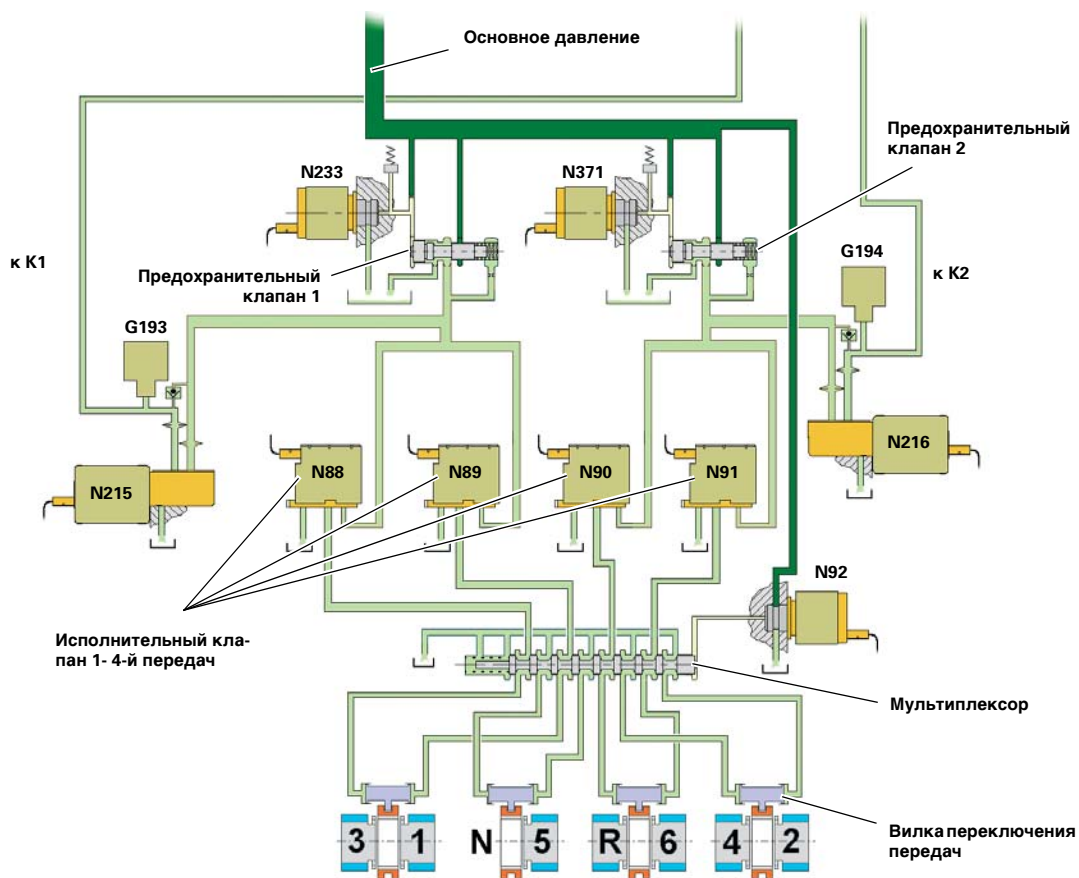 Основное давление
Предохранительный
клапан 2
N233
N371
к К1
Предохранительный
клапан 1
G194
к К2
G193
N216
N88
N89
N90
N91
N215
N92
Исполнительный кла-
пан 1- 4-й передач
Мультиплексор
3 1 N 5 R 6 4 2
Вилка переключения
передач